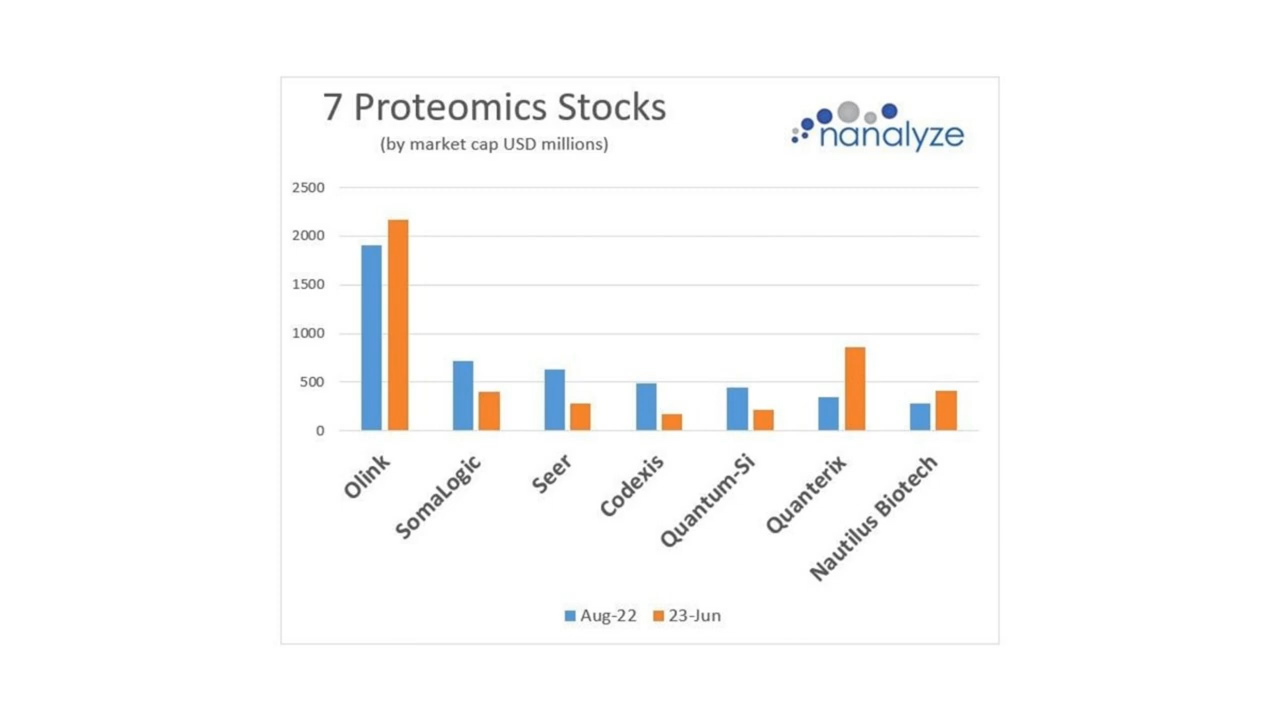 7 Proteomics Stocks
(by market cap USD millions)
nanalyze
2500
2000
1500
1000
500
0
Olink
SomaLogic
Seer
Codexis
Quantum-Si
Quanterix
Nautilus Biotech
Aug-22 23-Jun